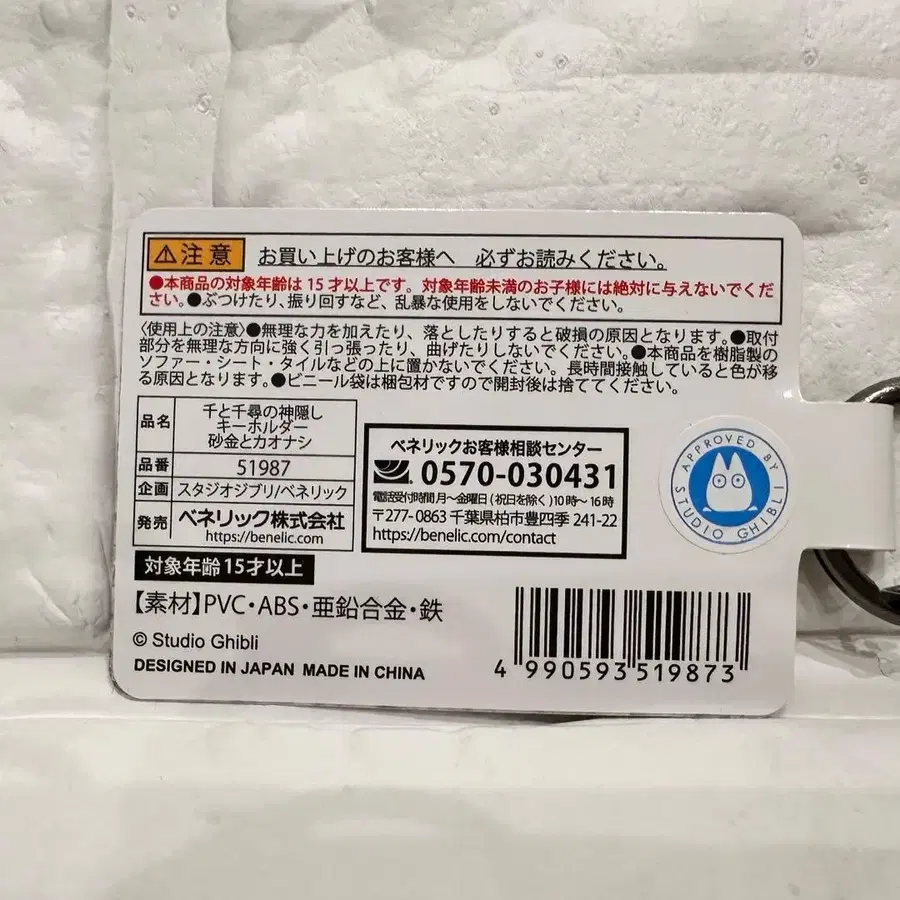 ⚠注意 お買い上げのお客様へ 必ずお読みください。
●本商品の対象年齢は15才以上です。対象年齢未満のお子様には絶対に与えないでくだ
さい。●ぶつけたり、振り回すなど、乱暴な使用をしないでください。
〈使用上の注意〉●無理な力を加えたり、落としたりすると破損の原因となります。●取付
部分を無理な方向に強く引っ張ったり、曲げたりしないでください。●本商品を樹脂製の
ソファー・シート・タイルなどの上に置かないでください。長時間接触していると色が移
る原因となります。●ビニール袋は梱包材ですので開封後は捨ててください。
品名 千と千尋の神隠し
キーホルダー
砂金とカオナシ
品番 51987
企画 スタジオジブリ/ベネリック
発売 ベネリック株式会社
https://benelic.com
ベネリックお客様相談センター
0570-030431
電話受付時間 月〜金曜日(祝日を除く)10時〜16時
〒277-0863 千葉県柏市豊四季 241-22
https://benelic.com/contact
APPROVED BY STUDIO GHIBLI
対象年齢15才以上
【素材】PVC・ABS・亜鉛合金・鉄
© Studio Ghibli
DESIGNED IN JAPAN MADE IN CHINA
4 990593 519873